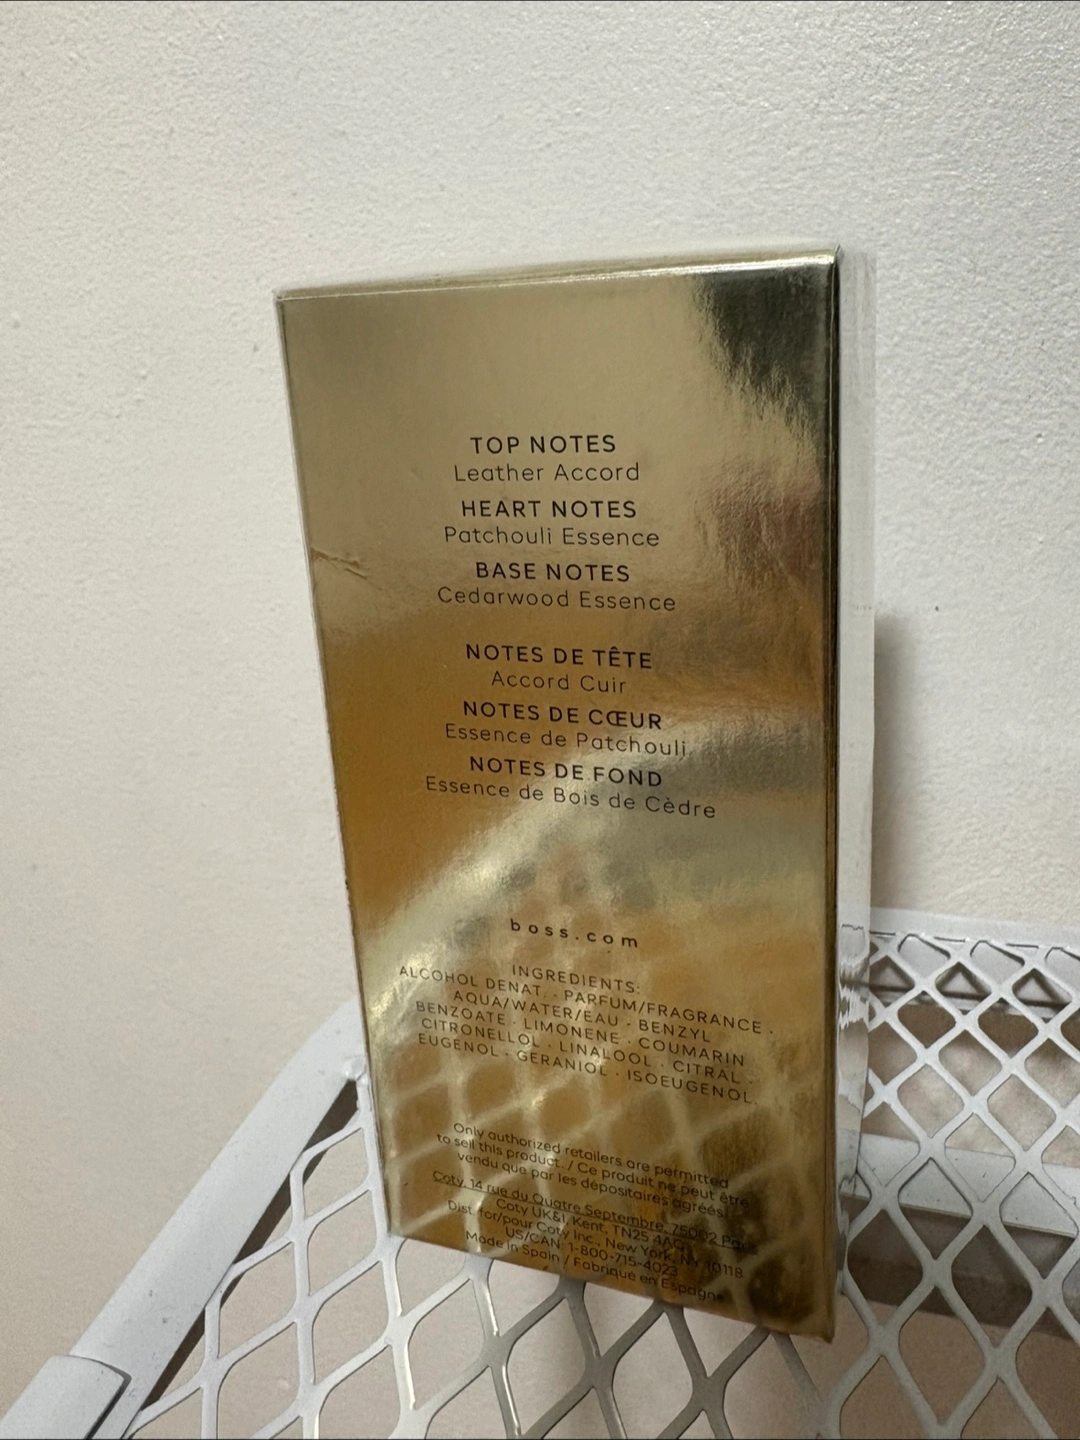 TOP NOTES
Leather Accord
HEART NOTES
Patchouli Essence
BASE NOTES
Cedarwood Essence
NOTES DE TÊTE
Accord Cuir
NOTES DE CŒUR
Essence de Patchouli
NOTES DE FOND
Essence de Bois de Cèdre
boss.com
INGREDIENTS:
ALCOHOL DENAT. · PARFUM/FRAGRANCE ·
AQUA/WATER/EAU · BENZYL
BENZOATE · LIMONENE · COUMARIN
CITRONELLOL · LINALOOL · CITRAL ·
EUGENOL · GERANIOL · ISOEUGENOL
Only authorized retailers are permitted
to sell this product. / Ce produit ne peut être
vendu que par les dépositaires agréés.
Coty, 14 rue du Quatre Septembre, 75002
Coty UK&I, Kent, TN25
Dist. for/pour Coty Inc., New York, NY 10118
US/CAN: 1-800-715-4023
Made in Spain / Fabriqué en Espagne